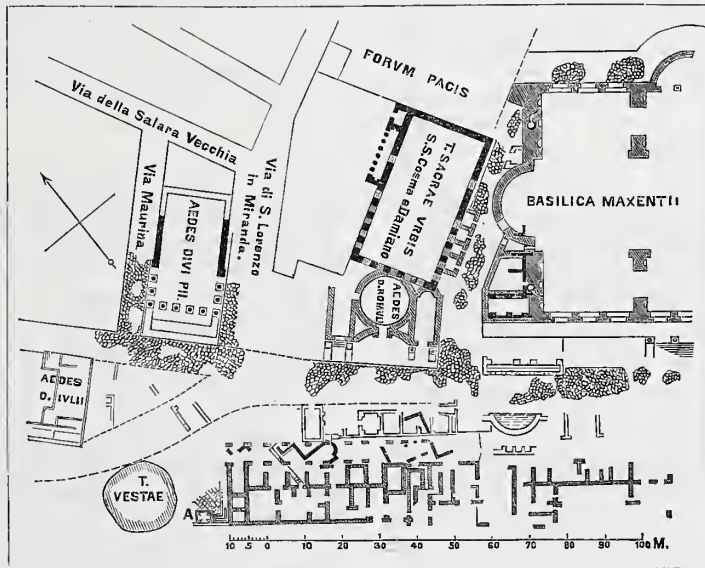 FORVM PACIS
Via della Salara Vecchia
Via Maurina
Via di S. Lorenzo
in Miranda.
AEDES DIVI PII.
T. SACRAE VRBIS
S.S. Cosma e Damiano
BASILICA MAXENTII
AEDES
D. ROMVLI
AEDES
D. IVLII
T.
VESTAE
A
10 .5 0 10 20 30 40 50 60 70 80 90 100 M.